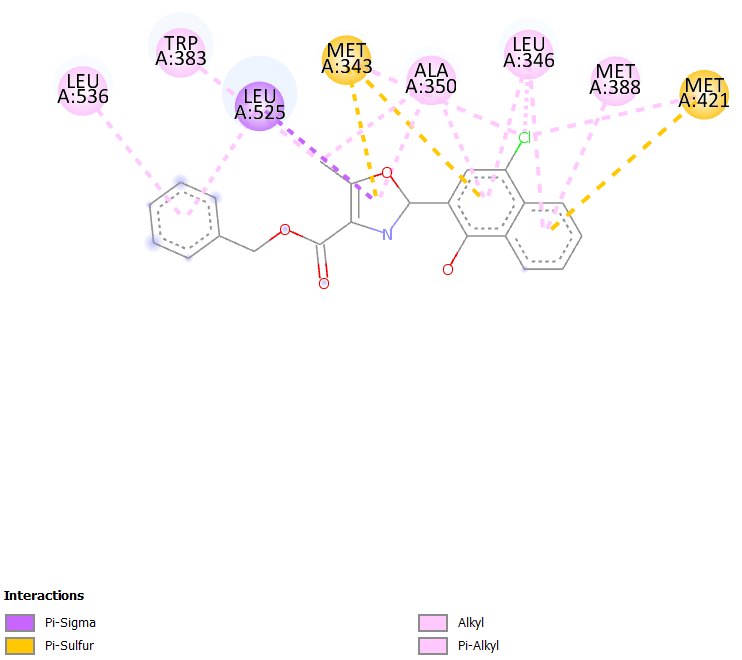 TRP
A:383
LEU
A:536
LEU
A:525
MET
A:343
ALA
A:350
LEU
A:346
MET
A:388
MET
A:421
Cl
O
N
O
O
O
Interactions
Pi-Sigma
Pi-Sulfur
Alkyl
Pi-Alkyl